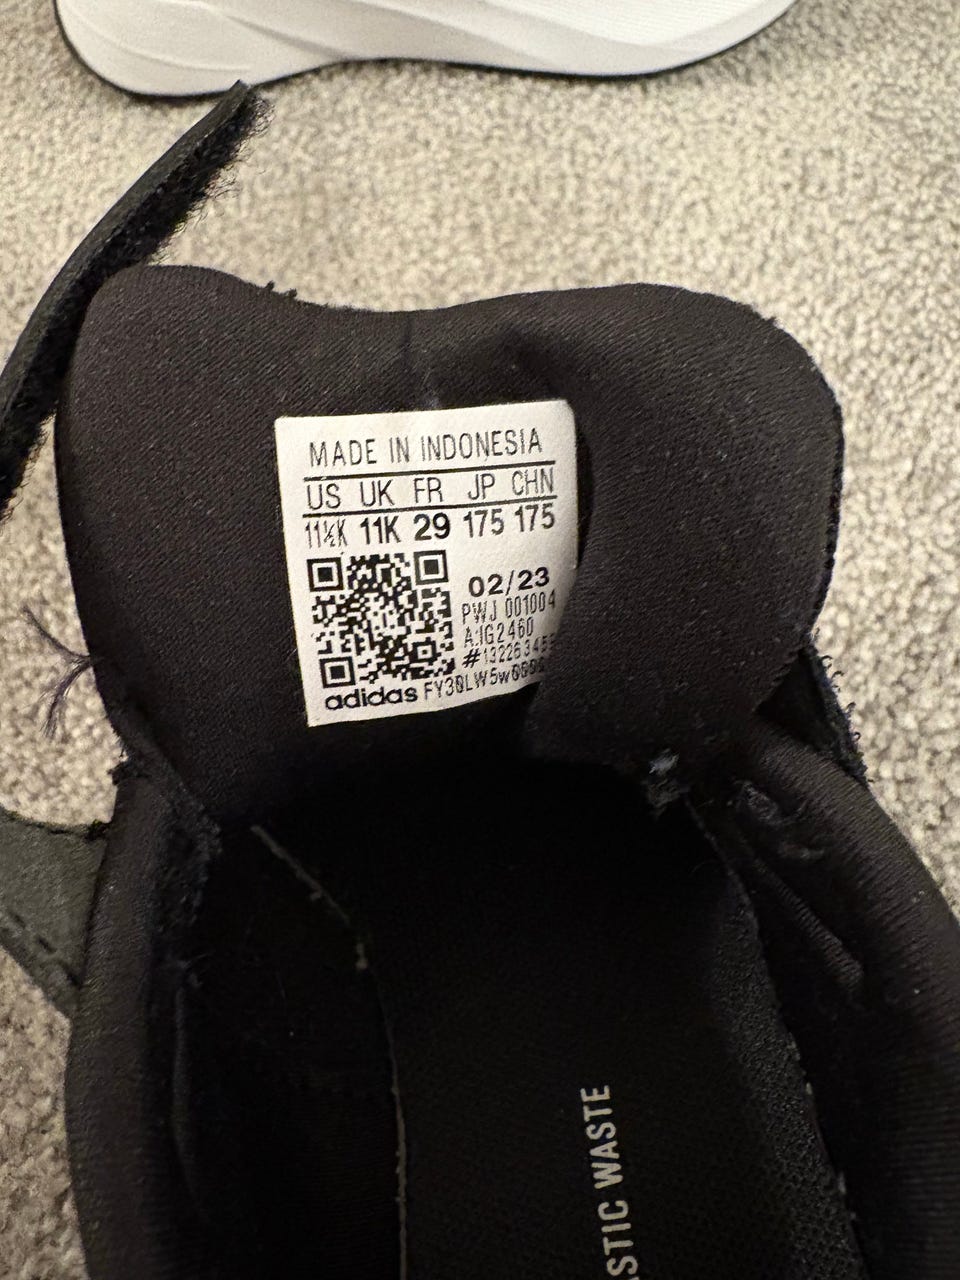 MADE IN INDONESIA
US UK FR JP CHN
11½K 11K 29 175 175
02/23
PWJ 001004
A:IG2460
adidas
STIC WASTE